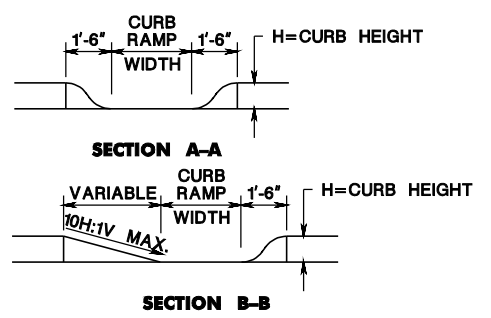 CURB
1'-6" RAMP 1'-6"
WIDTH
H=CURB HEIGHT
SECTION A-A
CURB
VARIABLE RAMP 1'-6"
WIDTH
H=CURB HEIGHT
10H:1V MAX.
SECTION B-B